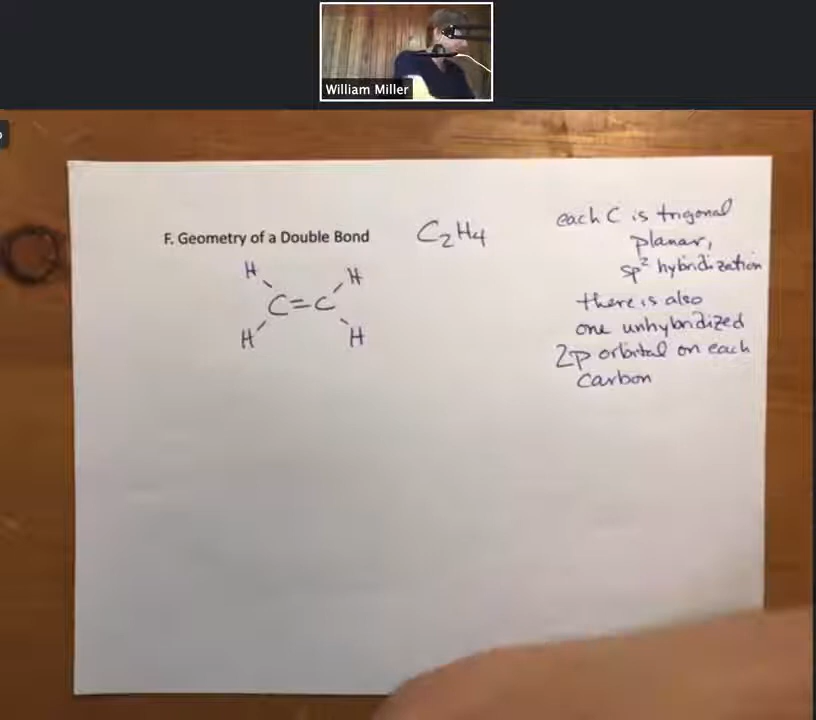 William Miller
F. Geometry of a Double Bond
C₂H₄
each C is trigonal
planar,
sp² hybridization
there is also
one unhybridized
2p orbital on each
carbon
H H
C=C
H H